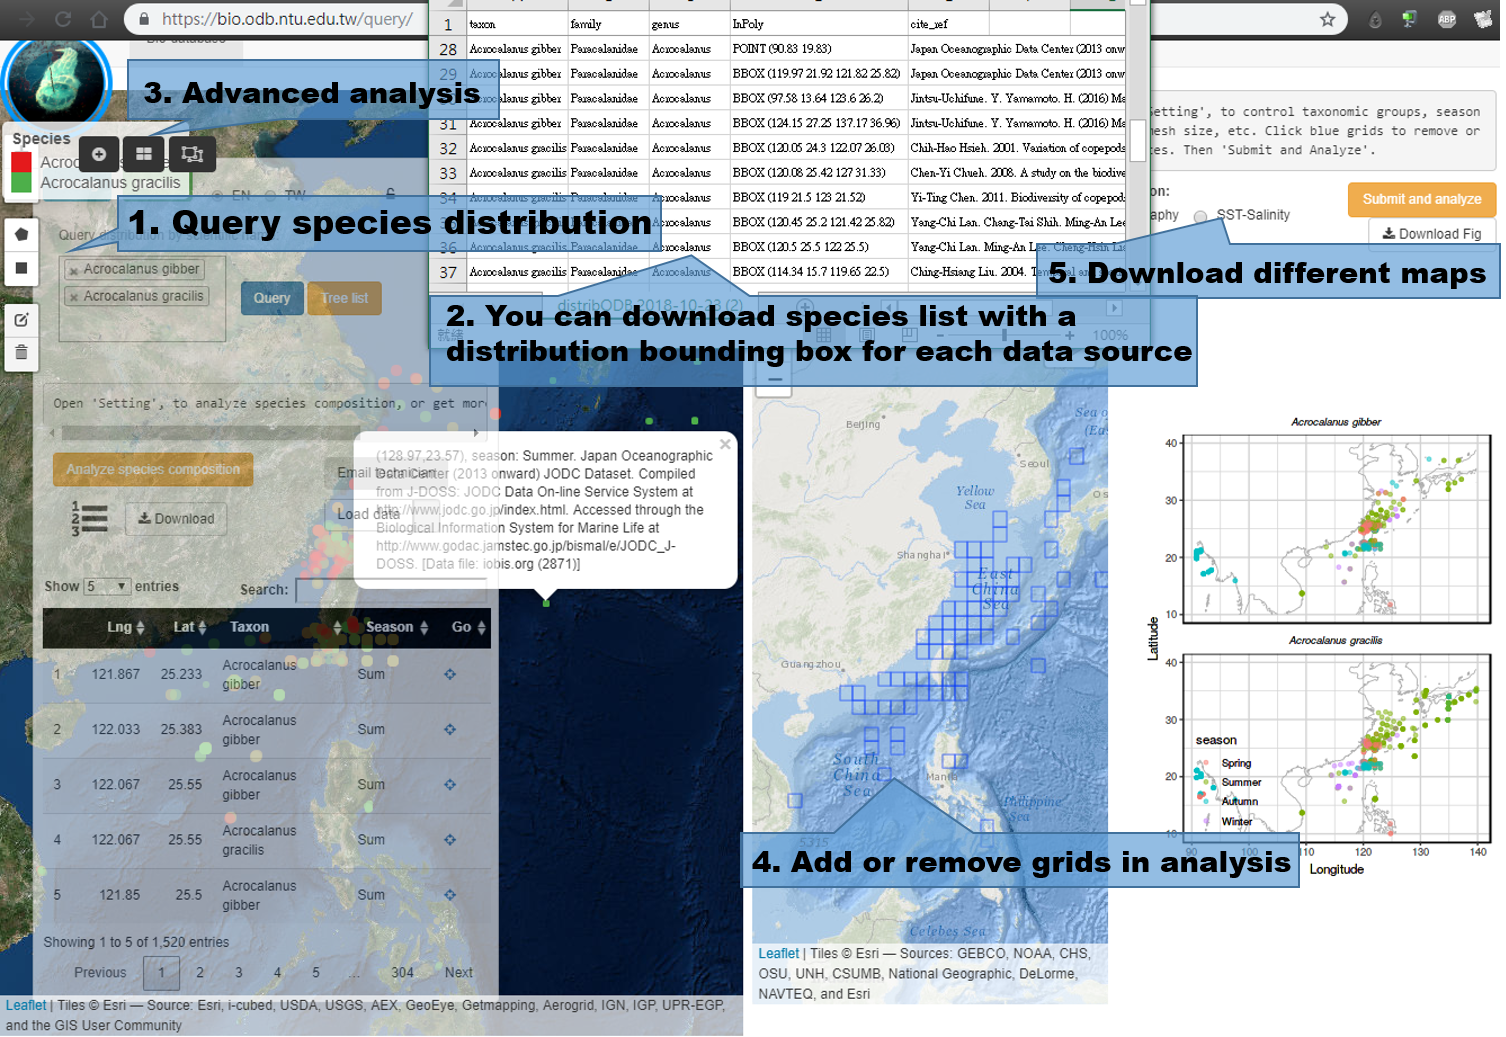 https://bio.odb.ntu.edu.tw/query/
3. Advanced analysis
Species
Acrocalanus gracilis
EN
TW
1. Query species distribution
Query distribution by scientific
Acrocalanus gibber
Acrocalanus gracilis
Query
Tree list
Open 'Setting', to analyze species composition, or get more
Analyze species composition
Email technician
Load data
1
2
3
Download
Show 5 entries
Search:
Lng Lat Taxon Season Go
1 121.867 25.233 Acrocalanus gibber Sum
2 122.033 25.383 Acrocalanus gibber Sum
3 122.067 25.55 Acrocalanus gibber Sum
4 122.067 25.55 Acrocalanus gracilis Sum
5 121.85 25.5 Acrocalanus gibber Sum
Showing 1 to 5 of 1,520 entries
Previous 1 2 3 4 5 ... 304 Next
Leaflet | Tiles © Esri — Source: Esri, i-cubed, USDA, USGS, AEX, GeoEye, Getmapping, Aerogrid, IGN, IGP, UPR-EGP,
and the GIS User Community
(128.97,23.57), season: Summer. Japan Oceanographic
Data Center (2013 onward) JODC Dataset. Compiled
from J-DOSS: JODC Data On-line Service System at
http://www.jodc.go.jp/index.html. Accessed through the
Biological Information System for Marine Life at
http://www.godac.jamstec.go.jp/bismal/e/JODC_J-
DOSS. [Data file: iobis.org (2871)]
1 taxon family genus InPoly cite_ref
28 Acrocalanus gibber Paracalanidae Acrocalanus POINT (90.83 19.83) Japan Oceanographic Data Center (2013 onw
29 Acrocalanus gibber Paracalanidae Acrocalanus BBOX (119.97 21.92 121.82 25.82) Japan Oceanographic Data Center (2013 onw
Acrocalanus BBOX (97.58 13.64 123.6 26.2) Jintsu-Uchifune. Y. Yamamoto. H. (2016) Ma
31 Acrocalanus gibber Paracalanidae Acrocalanus BBOX (124.15 27.25 137.17 36.96) Jintsu-Uchifune. Y. Yamamoto. H. (2016) Ma
32 Acrocalanus gracilis Paracalanidae Acrocalanus BBOX (120.05 24.3 122.07 26.03) Chih-Hao Hsieh. 2001. Variation of copepods
33 Acrocalanus gracilis Paracalanidae Acrocalanus BBOX (120.08 25.42 127 31.33) Chen-Yi Chueh. 2008. A study on the biodive
34 Acrocalanus gracilis Paracalanidae Acrocalanus BBOX (119 21.5 123 21.52) Yi-Ting Chen. 2011. Biodiversity of copepod
35 Acrocalanus gracilis Paracalanidae Acrocalanus BBOX (120.45 25.2 121.42 25.82) Yang-Chi Lan. Chang-Tai Shih. Ming-An Lee
36 Acrocalanus gracilis Paracalanidae Acrocalanus BBOX (120.5 25.5 122 25.5) Yang-Chi Lan. Ming-An Lee. Cheng-Hsin Li
37 Acrocalanus gracilis Paracalanidae Acrocalanus BBOX (114.34 15.7 119.65 22.5) Ching-Hsiang Liu. 2004.
distribODB 2018-10-23 (2)
就緒
100%
2. You can download species list with a
distribution bounding box for each data source
Setting', to control taxonomic groups, season
mesh size, etc. Click blue grids to remove or
Then 'Submit and Analyze'.
SST-Salinity
Submit and analyze
Download Fig
5. Download different maps
Beijing
Seoul
Yellow
Sea
Shanghai
East
China
Sea
Guangzhou
South
China
Sea
Manila
Philippine
Sea
5315
Celebes Sea
4. Add or remove grids in analysis
Leaflet | Tiles © Esri — Sources: GEBCO, NOAA, CHS,
OSU, UNH, CSUMB, National Geographic, DeLorme,
NAVTEQ, and Esri
Acrocalanus gibber
40
30
20
10
Latitude
Acrocalanus gracilis
40
30
20
10
season
Spring
Summer
Autumn
Winter
90 100 110 120 130 140
Longitude